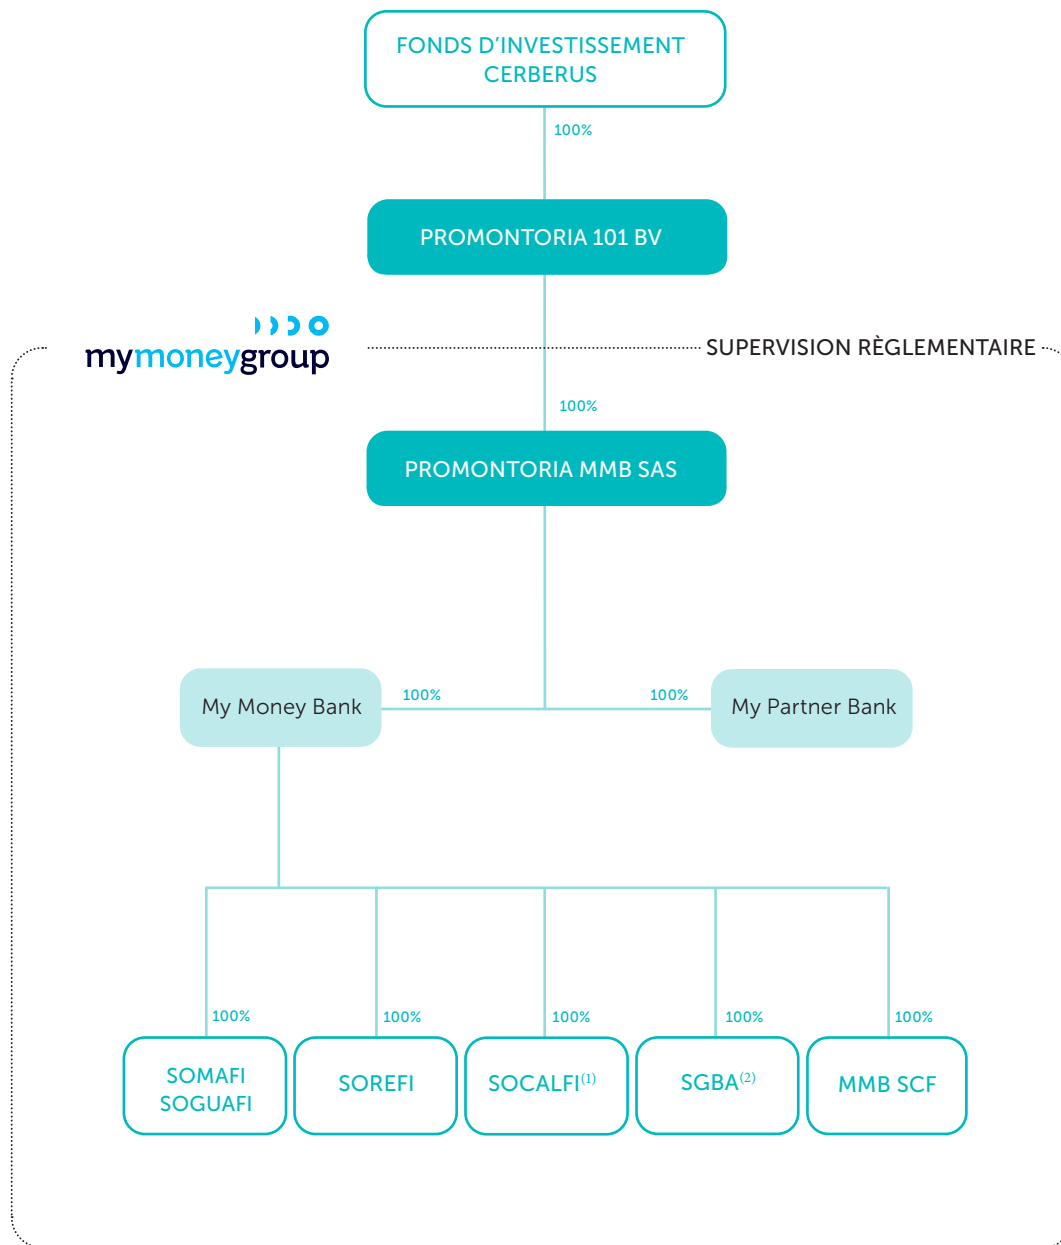 FONDS D'INVESTISSEMENT
CERBERUS
100%
PROMONTORIA 101 BV
mymoneygroup
SUPERVISION RÈGLEMENTAIRE
100%
PROMONTORIA MMB SAS
My Money Bank
100%
100%
My Partner Bank
100%
100%
100%
100%
100%
SOMAFI
SOGUAFI
SOREFI
SOCALFI(1)
SGBA(2)
MMB SCF